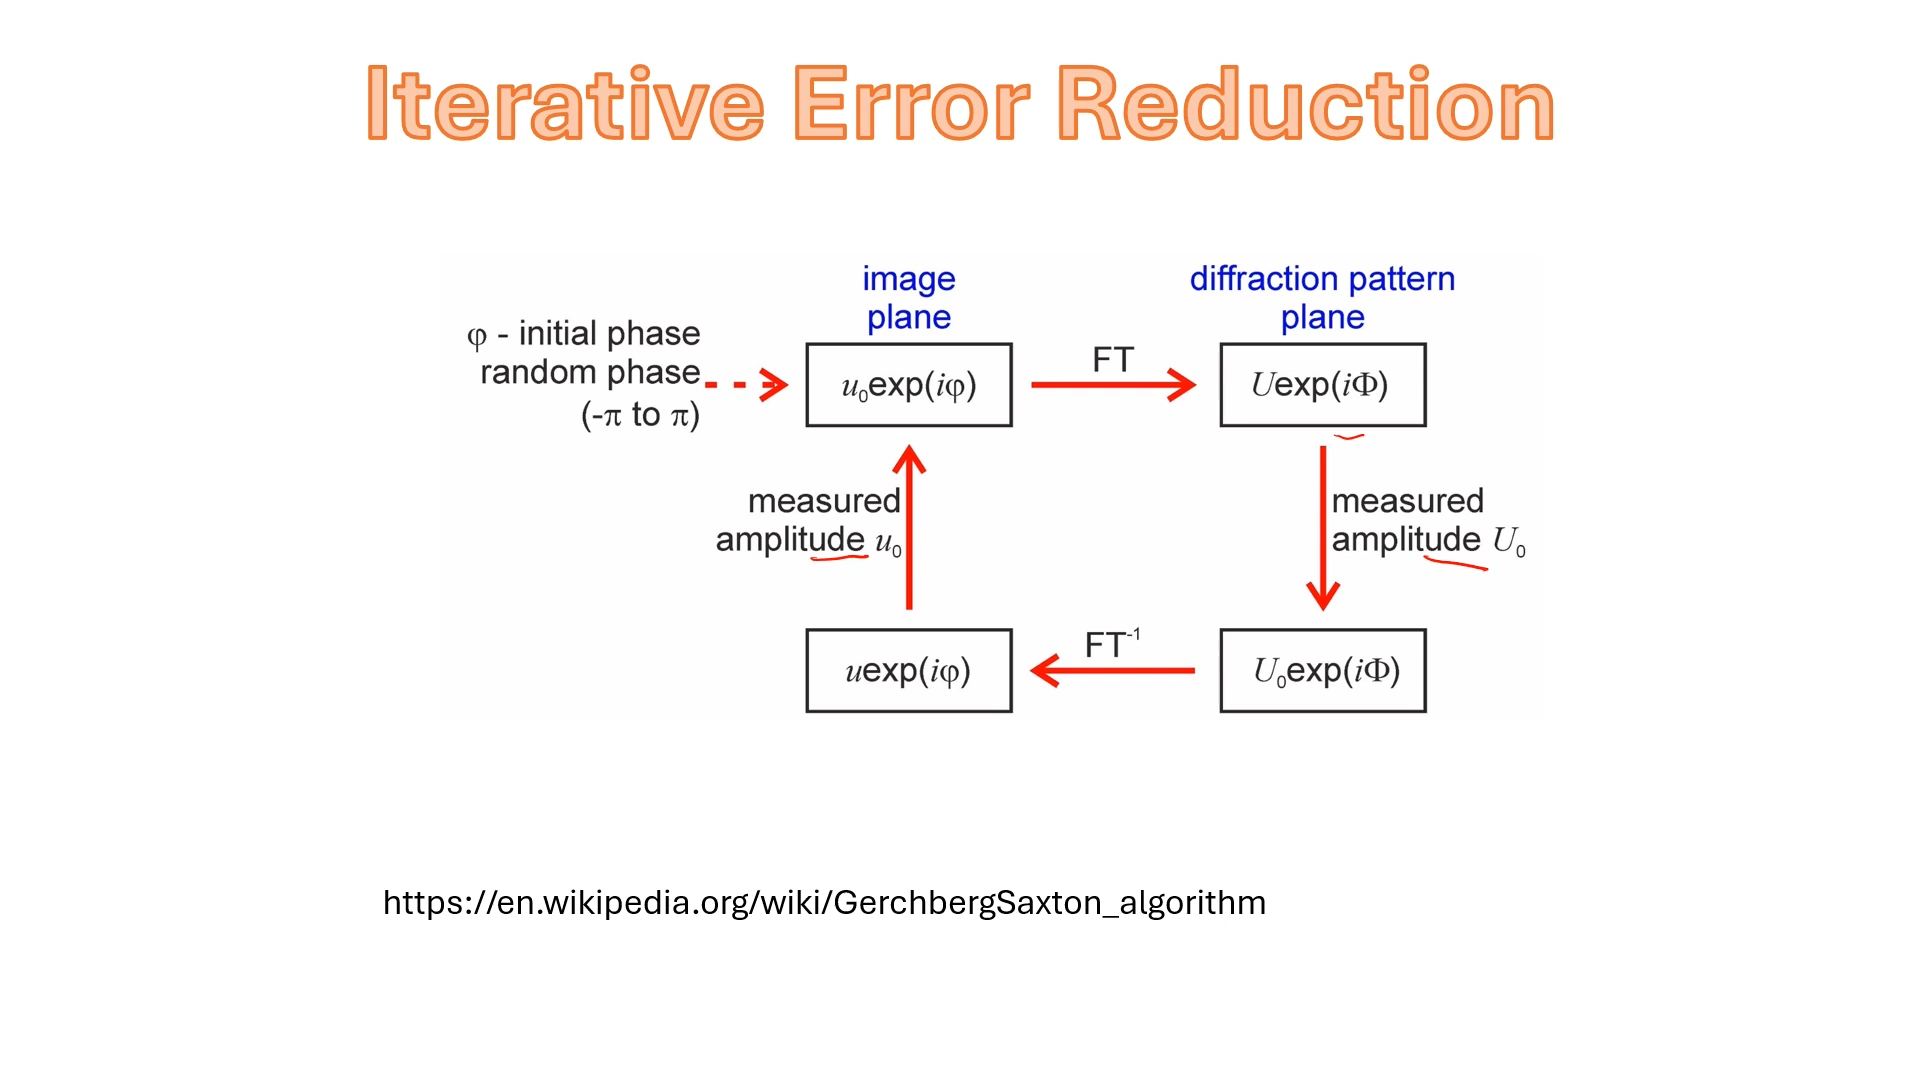 Iterative Error Reduction
image
plane
diffraction pattern
plane
φ - initial phase
random phase
(-π to π)
u₀exp(iφ)
FT
Uexp(iΦ)
measured
amplitude u₀
measured
amplitude U₀
uexp(iφ)
FT⁻¹
U₀exp(iΦ)
https://en.wikipedia.org/wiki/GerchbergSaxton_algorithm